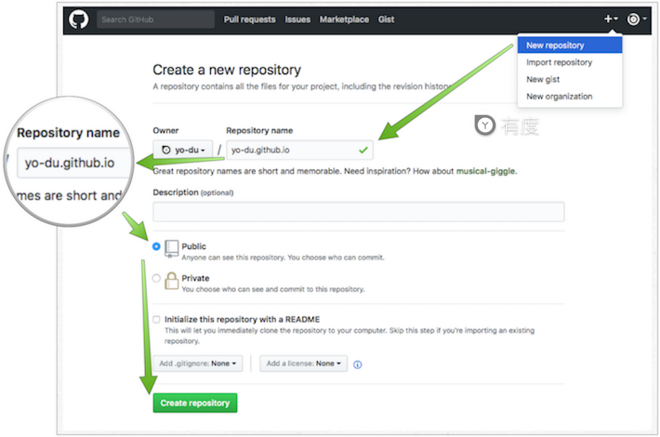 Search GitHub
Pull requests Issues Marketplace Gist
New repository
Import repository
New gist
New organization
Create a new repository
A repository contains all the files for your project, including the revision history
有度
Owner
Repository name
yo-du / yo-du.github.io
Great repository names are short and memorable. Need inspiration? How about musical-giggle.
Repository name
/ yo-du.github.io
mes are short and
Description (optional)
Public
Anyone can see this repository. You choose who can commit.
Private
You choose who can see and commit to this repository.
Initialize this repository with a README
This will let you immediately clone the repository to your computer. Skip this step if you're importing an existing
repository.
Add .gitignore: None
Add a license: None
Create repository